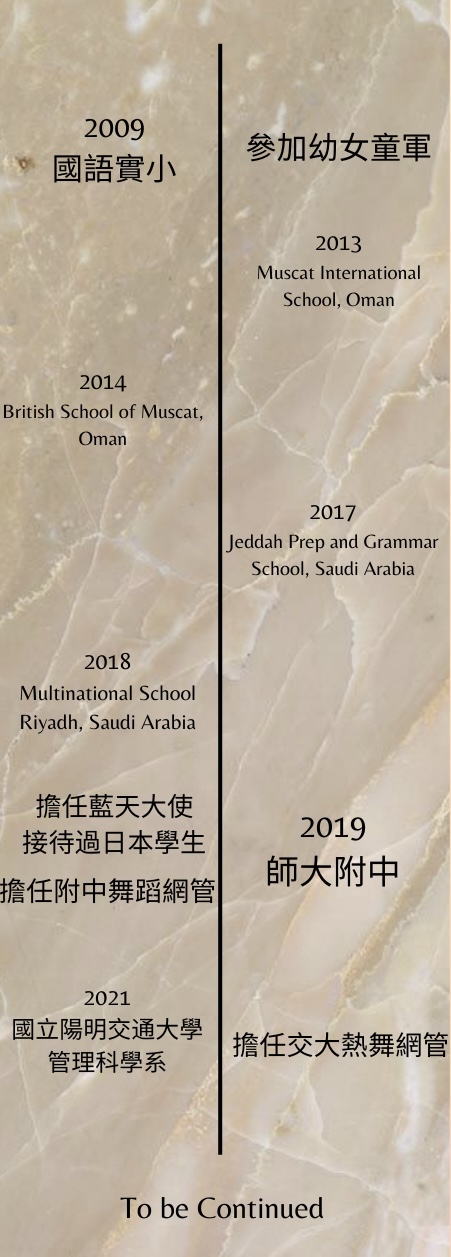 2009
國語實小
參加幼女童軍
2013
Muscat International
School, Oman
2014
British School of Muscat,
Oman
2017
Jeddah Prep and Grammar
School, Saudi Arabia
2018
Multinational School
Riyadh, Saudi Arabia
擔任藍天大使
接待過日本學生
擔任附中舞蹈網管
2019
師大附中
2021
國立陽明交通大學
管理科學系
擔任交大熱舞網管
To be Continued